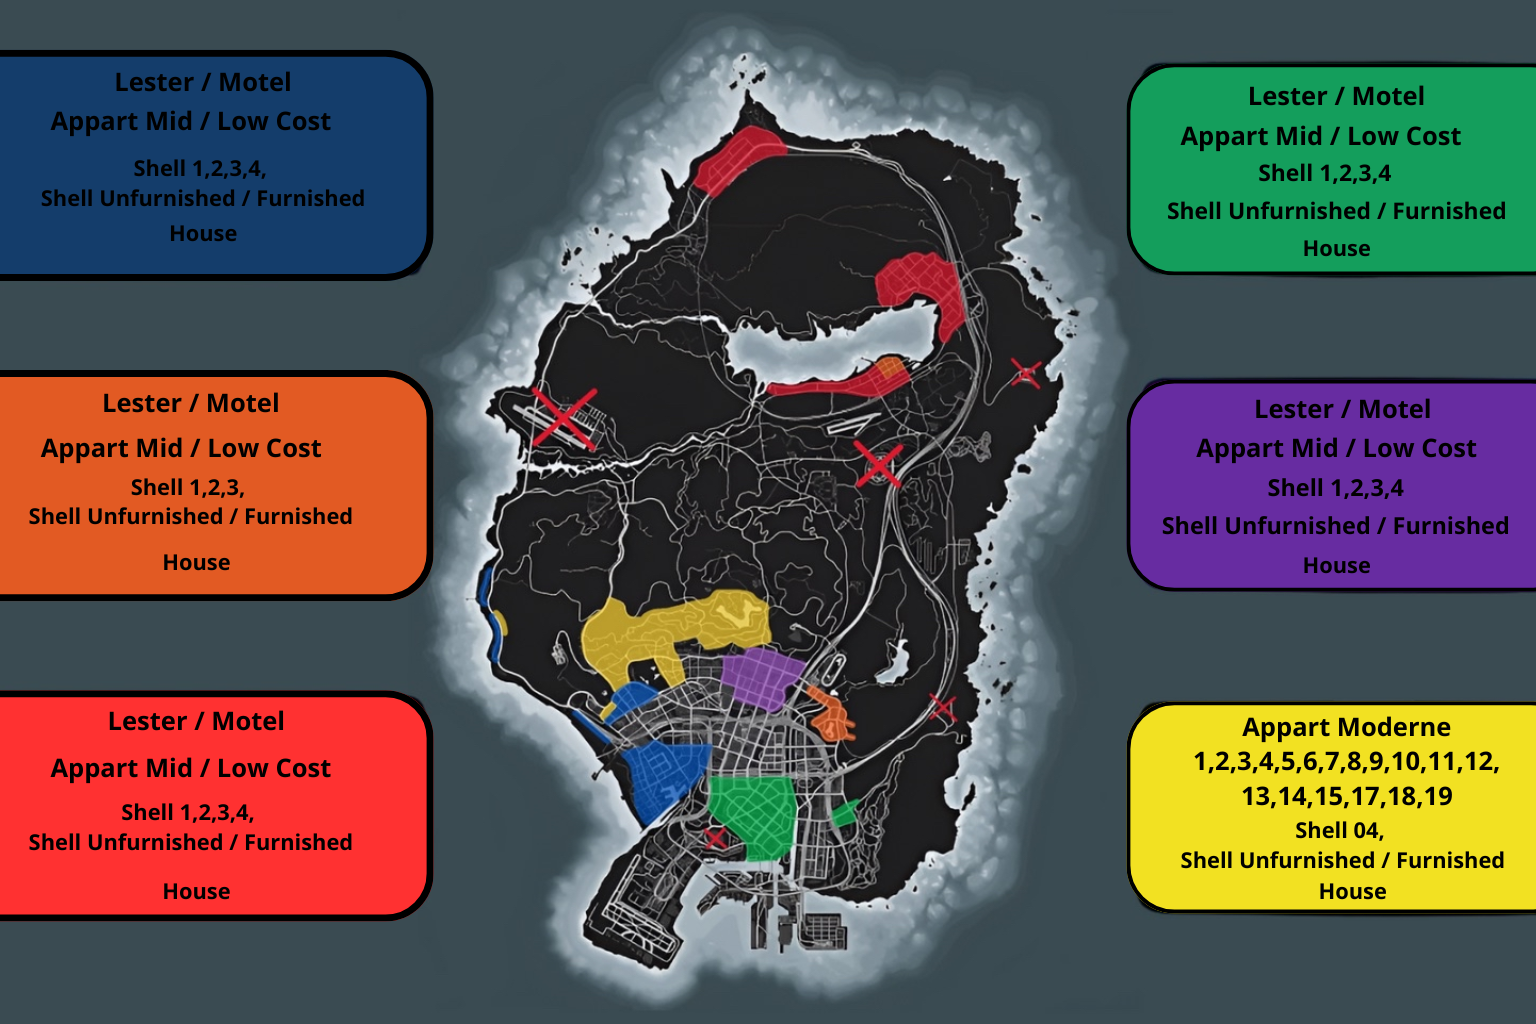 Lester / Motel
Appart Mid / Low Cost
Shell 1,2,3,4,
Shell Unfurnished / Furnished
House
Lester / Motel
Appart Mid / Low Cost
Shell 1,2,3,
Shell Unfurnished / Furnished
House
Lester / Motel
Appart Mid / Low Cost
Shell 1,2,3,4,
Shell Unfurnished / Furnished
House
Lester / Motel
Appart Mid / Low Cost
Shell 1,2,3,4
Shell Unfurnished / Furnished
House
Lester / Motel
Appart Mid / Low Cost
Shell 1,2,3,4
Shell Unfurnished / Furnished
House
Appart Moderne
1,2,3,4,5,6,7,8,9,10,11,12,
13,14,15,17,18,19
Shell 04,
Shell Unfurnished / Furnished
House